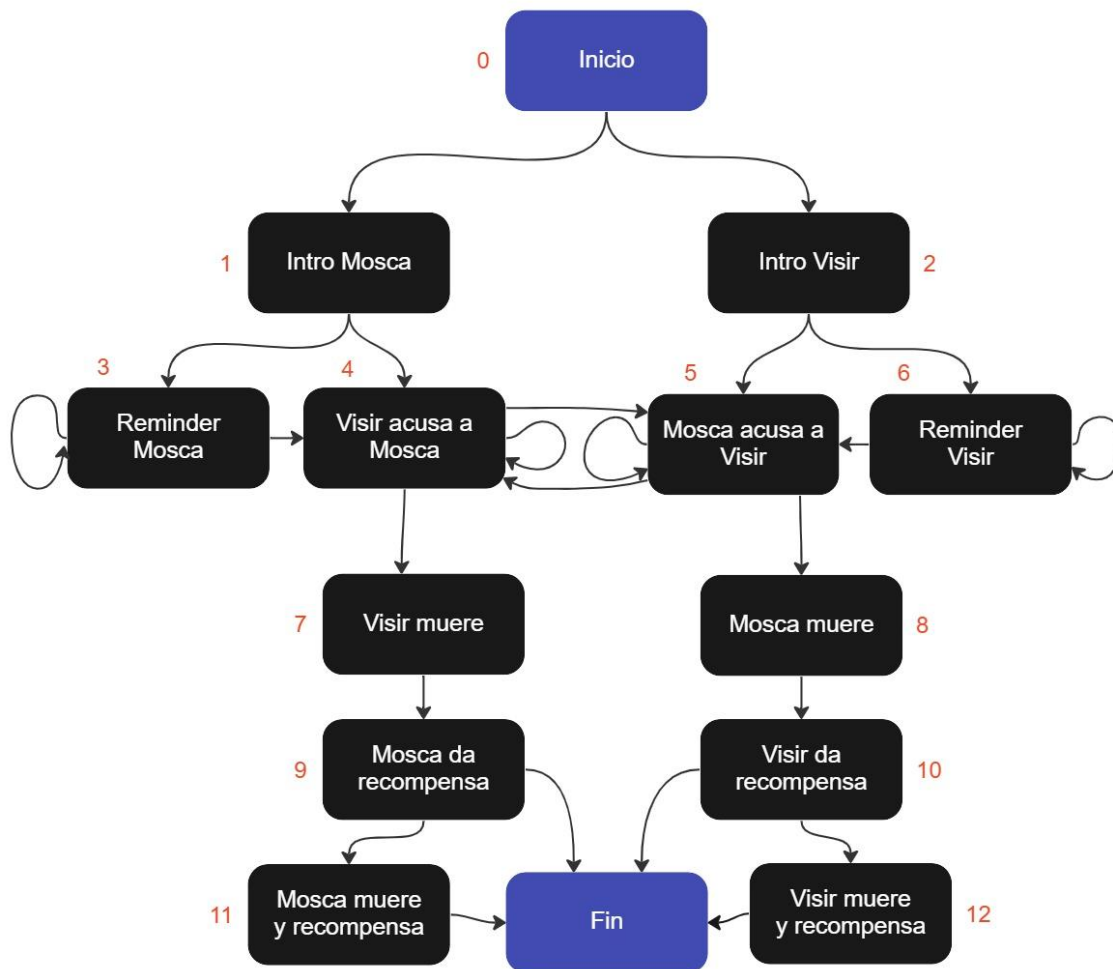 0
Inicio
1
Intro Mosca
Intro Visir
2
3
4
5
6
Reminder
Mosca
Visir acusa a
Mosca
Mosca acusa a
Visir
Reminder
Visir
7
Visir muere
Mosca muere
8
9
Mosca da
recompensa
Visir da
recompensa
10
11
Mosca muere
y recompensa
Fin
Visir muere
y recompensa
12